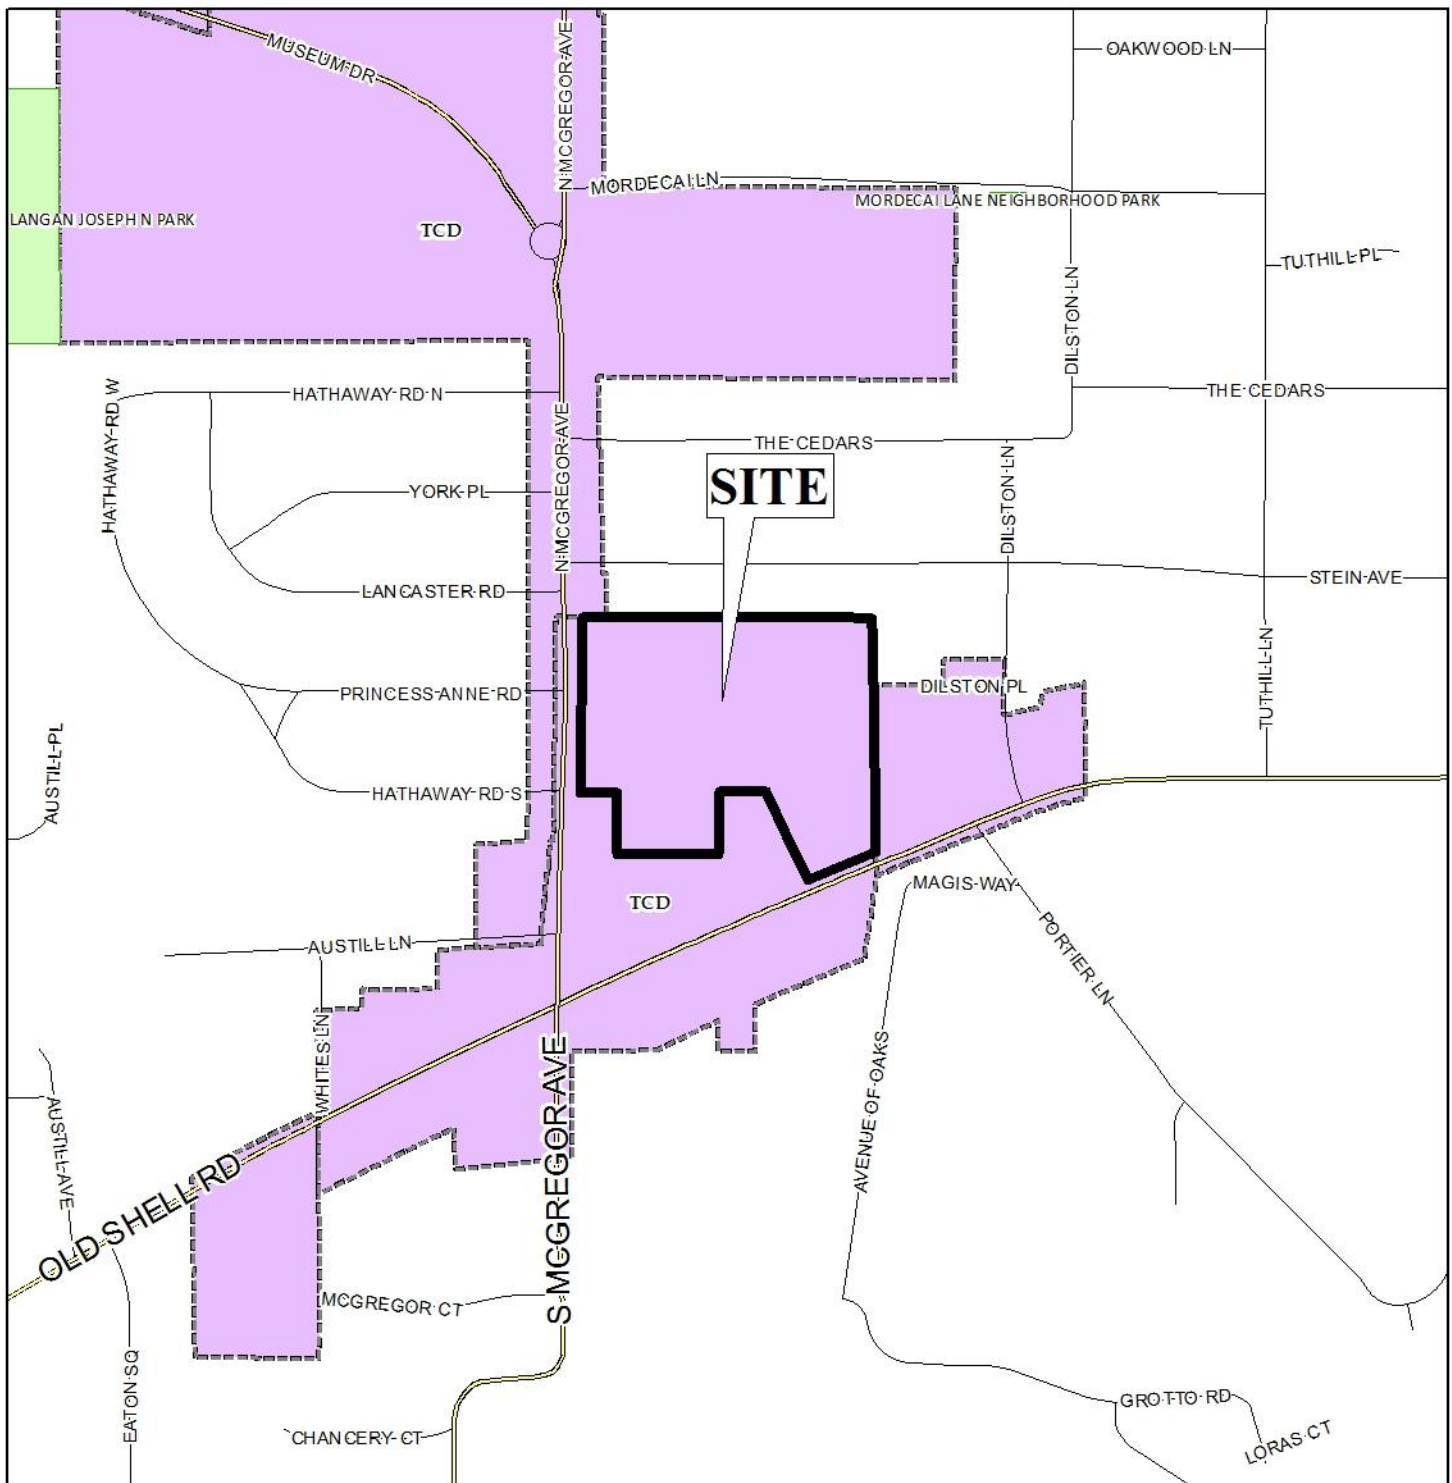 MUSEUM DR
N MCGREGOR AVE
OAKWOOD LN
MORDECAI LN
MORDECAI LANE NEIGHBORHOOD PARK
LANGAN JOSEPH N PARK
TCD
TUTHILL PL
DILSTON LN
HATHAWAY RD W
HATHAWAY RD N
THE CEDARS
N MCGREGOR AVE
THE CEDARS
YORK PL
SITE
DILSTON LN
LANCASTER RD
STEIN AVE
PRINCESS ANNE RD
DILSTON PL
TUTHILL LN
AUSTILL PL
HATHAWAY RD S
TCD
MAGIS WAY
AUSTILL LN
PORTIER LN
WHITES LN
AVENUE OF OAKS
AUSTILL AVE
OLD SHELL RD
S MCGREGOR AVE
MCGREGOR CT
EATON SQ
CHANCERY CT
GROTTO RD
LORAS CT